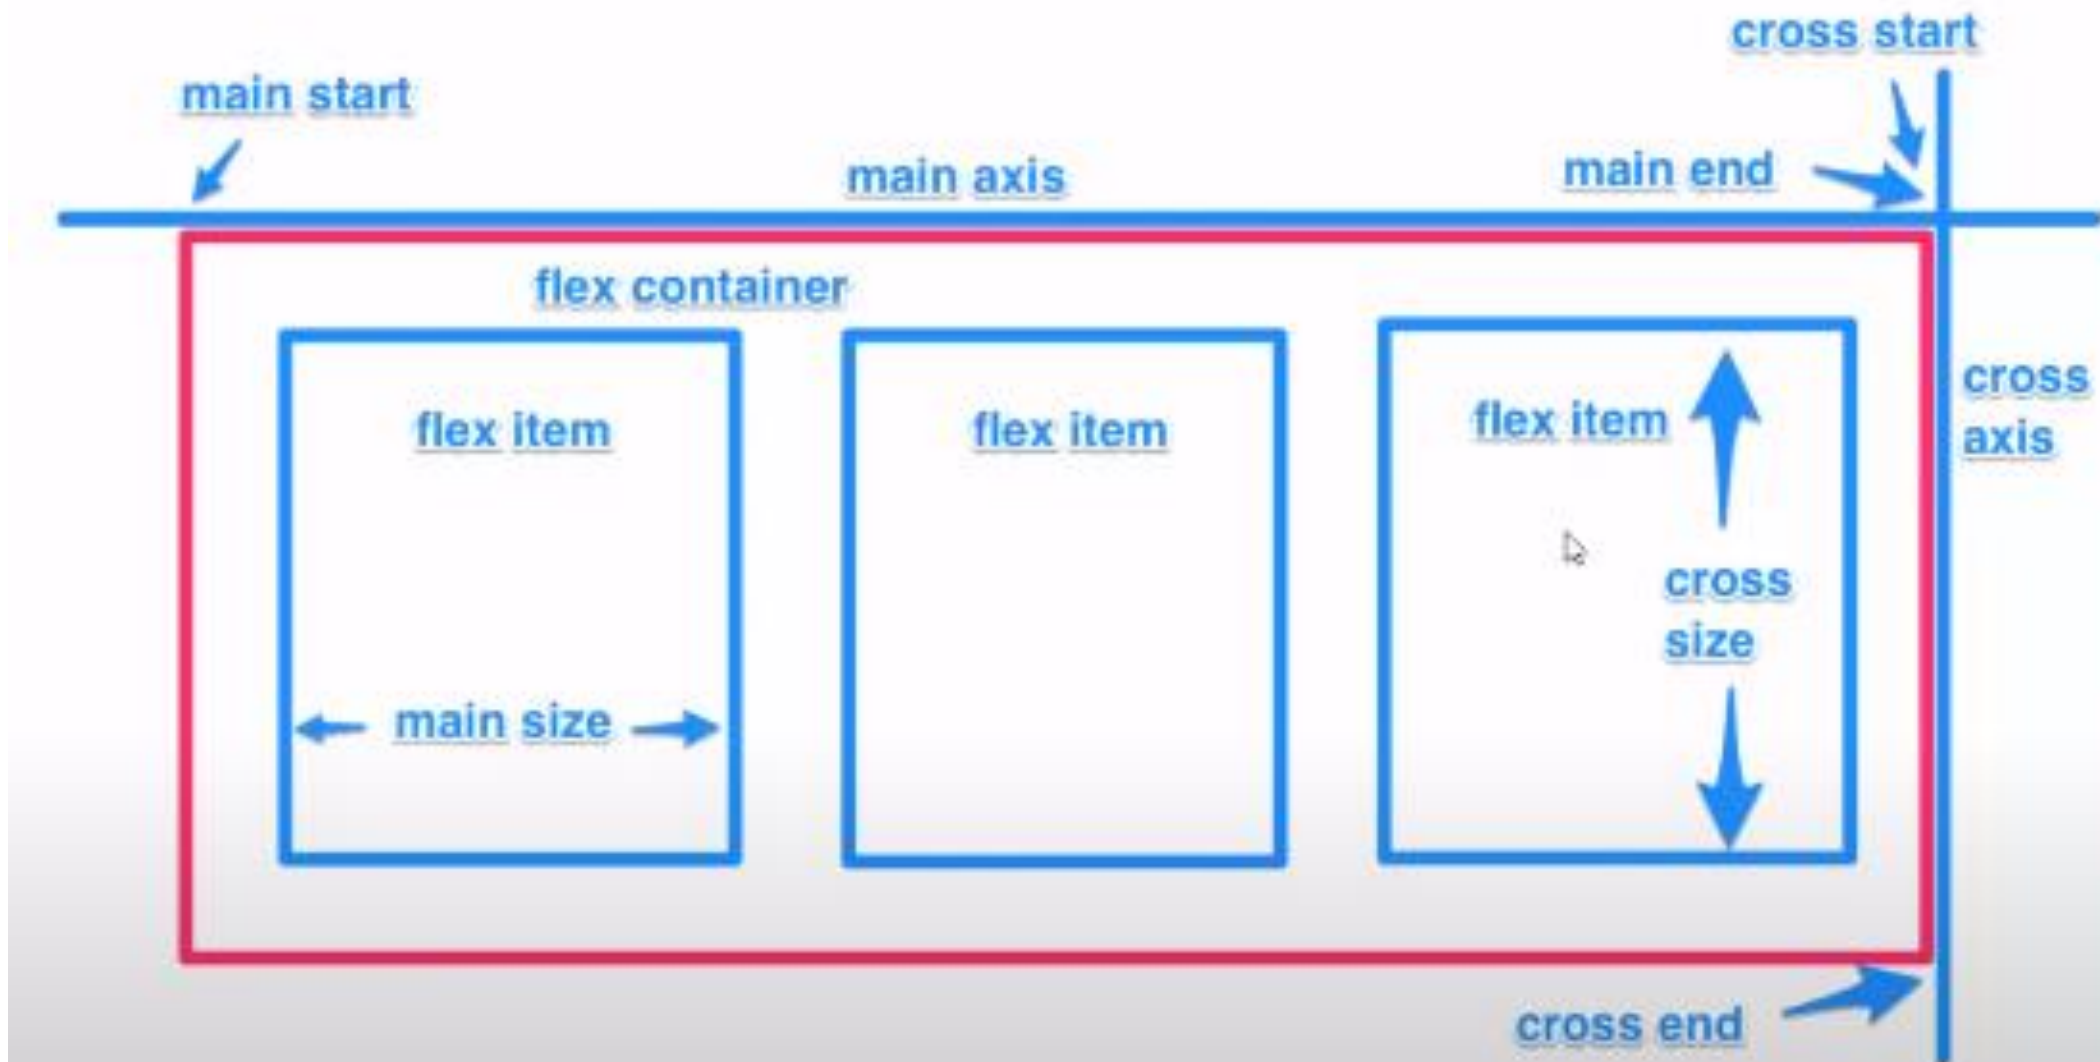 cross start
main start
main axis
main end
flex container
cross
axis
flex item
flex item
flex item
cross
size
main size
cross end